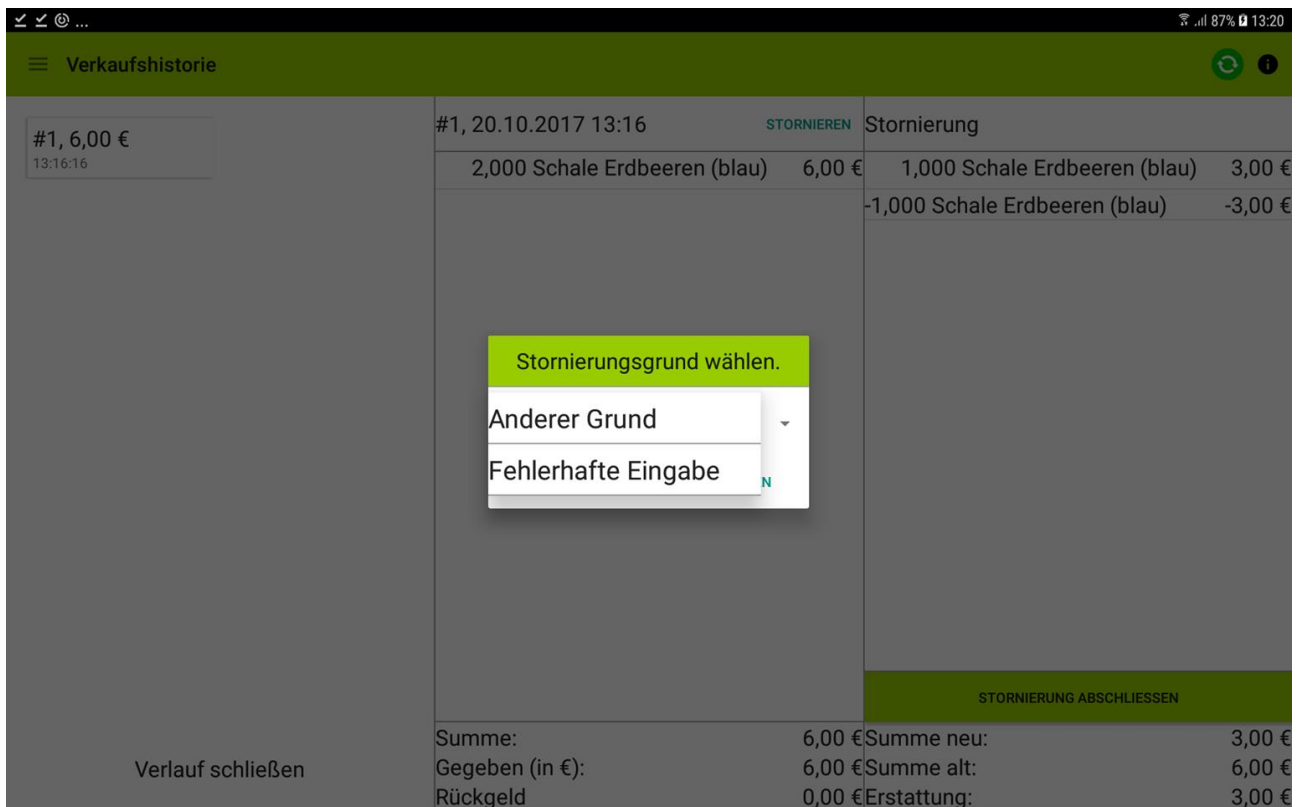 ... 87% 13:20
Verkaufshistorie
#1, 6,00 €
13:16:16
#1, 20.10.2017 13:16 STORNIEREN
2,000 Schale Erdbeeren (blau) 6,00 €
Stornierung
1,000 Schale Erdbeeren (blau) 3,00 €
-1,000 Schale Erdbeeren (blau) -3,00 €
Stornierungsgrund wählen.
Anderer Grund
Fehlerhafte Eingabe
N
STORNIERUNG ABSCHLIESSEN
Verlauf schließen
Summe: 6,00 €
Gegeben (in €): 6,00 €
Rückgeld 0,00 €
Summe neu: 3,00 €
Summe alt: 6,00 €
Erstattung: 3,00 €